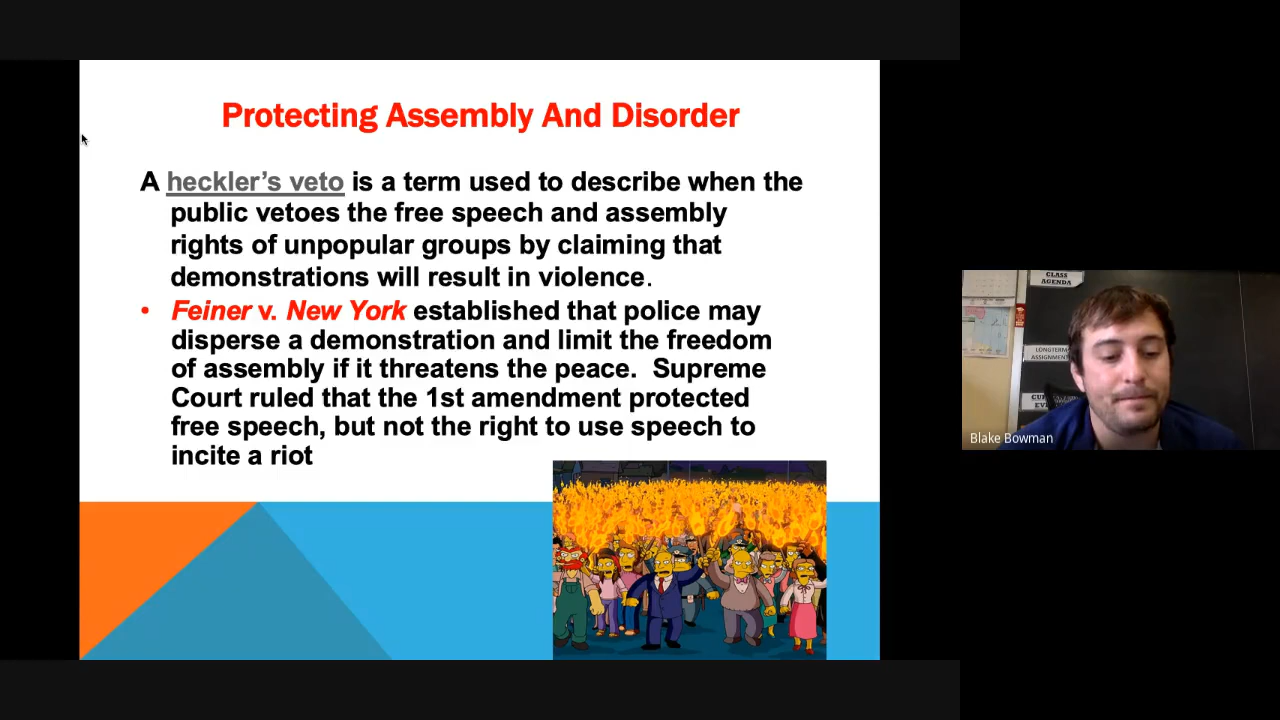 Protecting Assembly And Disorder
A heckler’s veto is a term used to describe when the
public vetoes the free speech and assembly
rights of unpopular groups by claiming that
demonstrations will result in violence.
• Feiner v. New York established that police may
disperse a demonstration and limit the freedom
of assembly if it threatens the peace.  Supreme
Court ruled that the 1st amendment protected
free speech, but not the right to use speech to
incite a riot
CLASS
AGENDA
LONGTERM
ASSIGNMENT
Blake Bowman